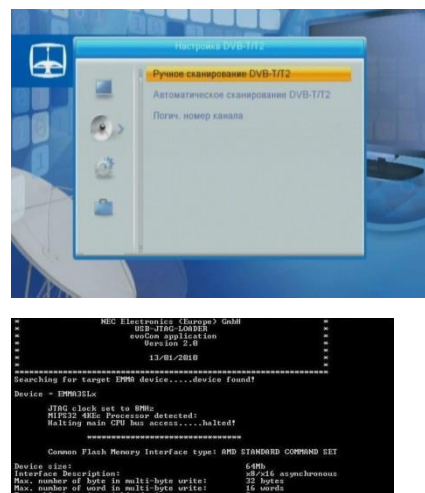 Настройка DVB-T/T2
Ручное сканирование DVB-T/T2
Автоматическое сканирование DVB-T/T2
Логич. номер канала
NEC Electronics (Europe) GmbH
USB-JTAG-LOADER
evoCon application
Version 2.0
13/01/2010
Searching for target EMMA device.....device found!
Device = EMMA3SLx
JTAG clock set to 8MHz
MIPS32 4KEc Processor detected:
Halting main CPU bus access.....halted!
Common Flash Memory Interface type: AMD STANDARD COMMAND SET
Device size: 64Mb
Interface Description: x8/x16 asynchronous
Max. number of byte in multi-byte write: 32 bytes
Max. number of word in multi-byte write: 16 words